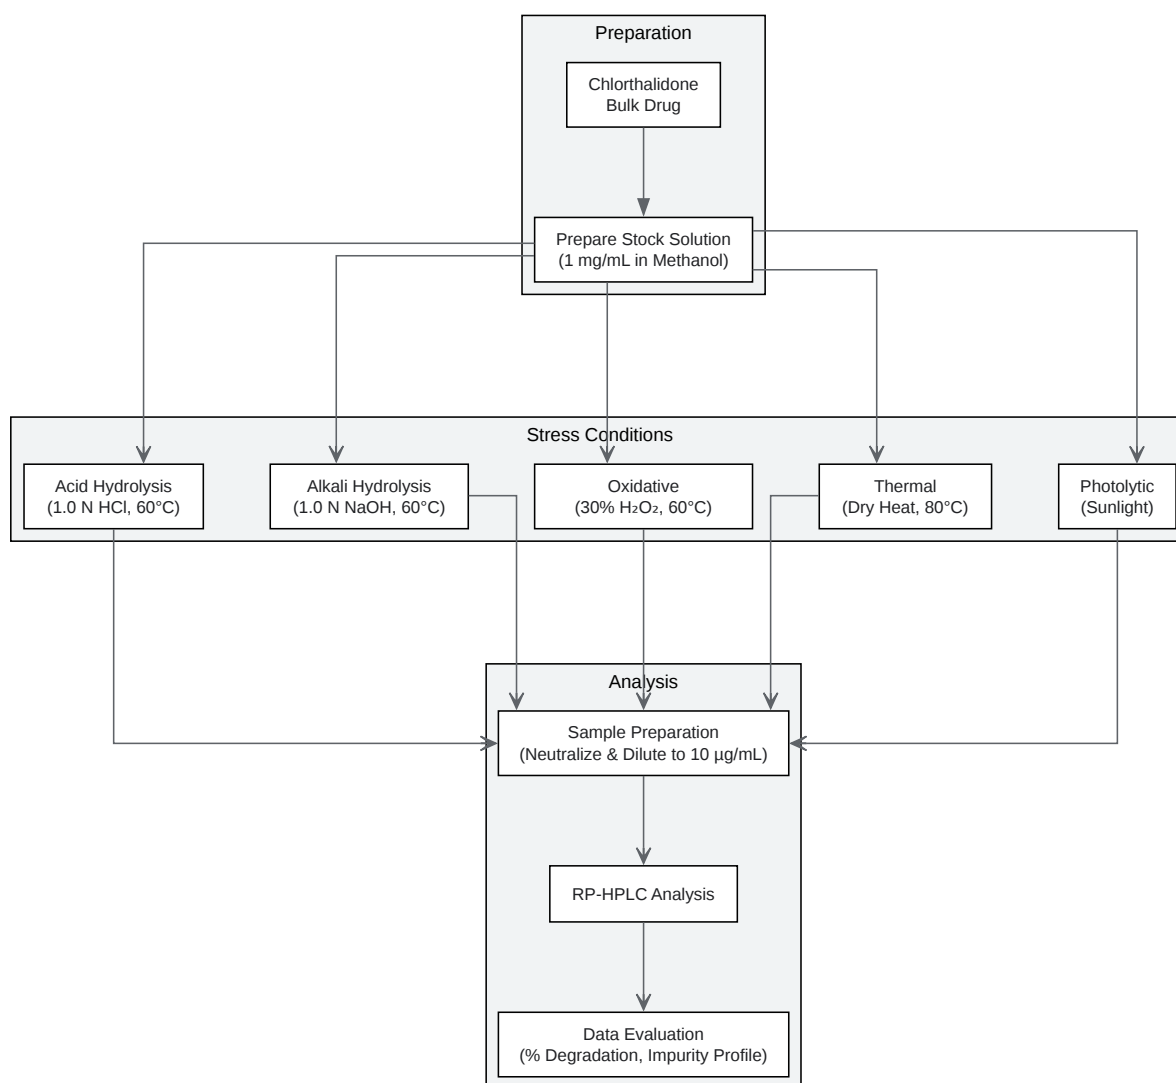 Preparation
Chlorthalidone
Bulk Drug
Prepare Stock Solution
(1 mg/mL in Methanol)
Stress Conditions
Acid Hydrolysis
(1.0 N HCl, 60°C)
Alkali Hydrolysis
(1.0 N NaOH, 60°C)
Oxidative
(30% H₂O₂, 60°C)
Thermal
(Dry Heat, 80°C)
Photolytic
(Sunlight)
Analysis
Sample Preparation
(Neutralize & Dilute to 10 µg/mL)
RP-HPLC Analysis
Data Evaluation
(% Degradation, Impurity Profile)